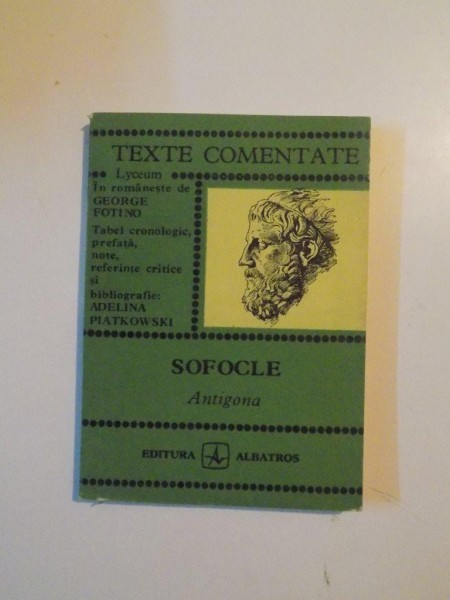 TEXTE COMENTATE
Lyceum
În românește de
GEORGE
FOTINO
Tabel cronologic,
prefață,
note,
referințe critice
și
bibliografie:
ADELINA
PIATKOWSKI
SOFOCLE
Antigona
EDITURA ALBATROS